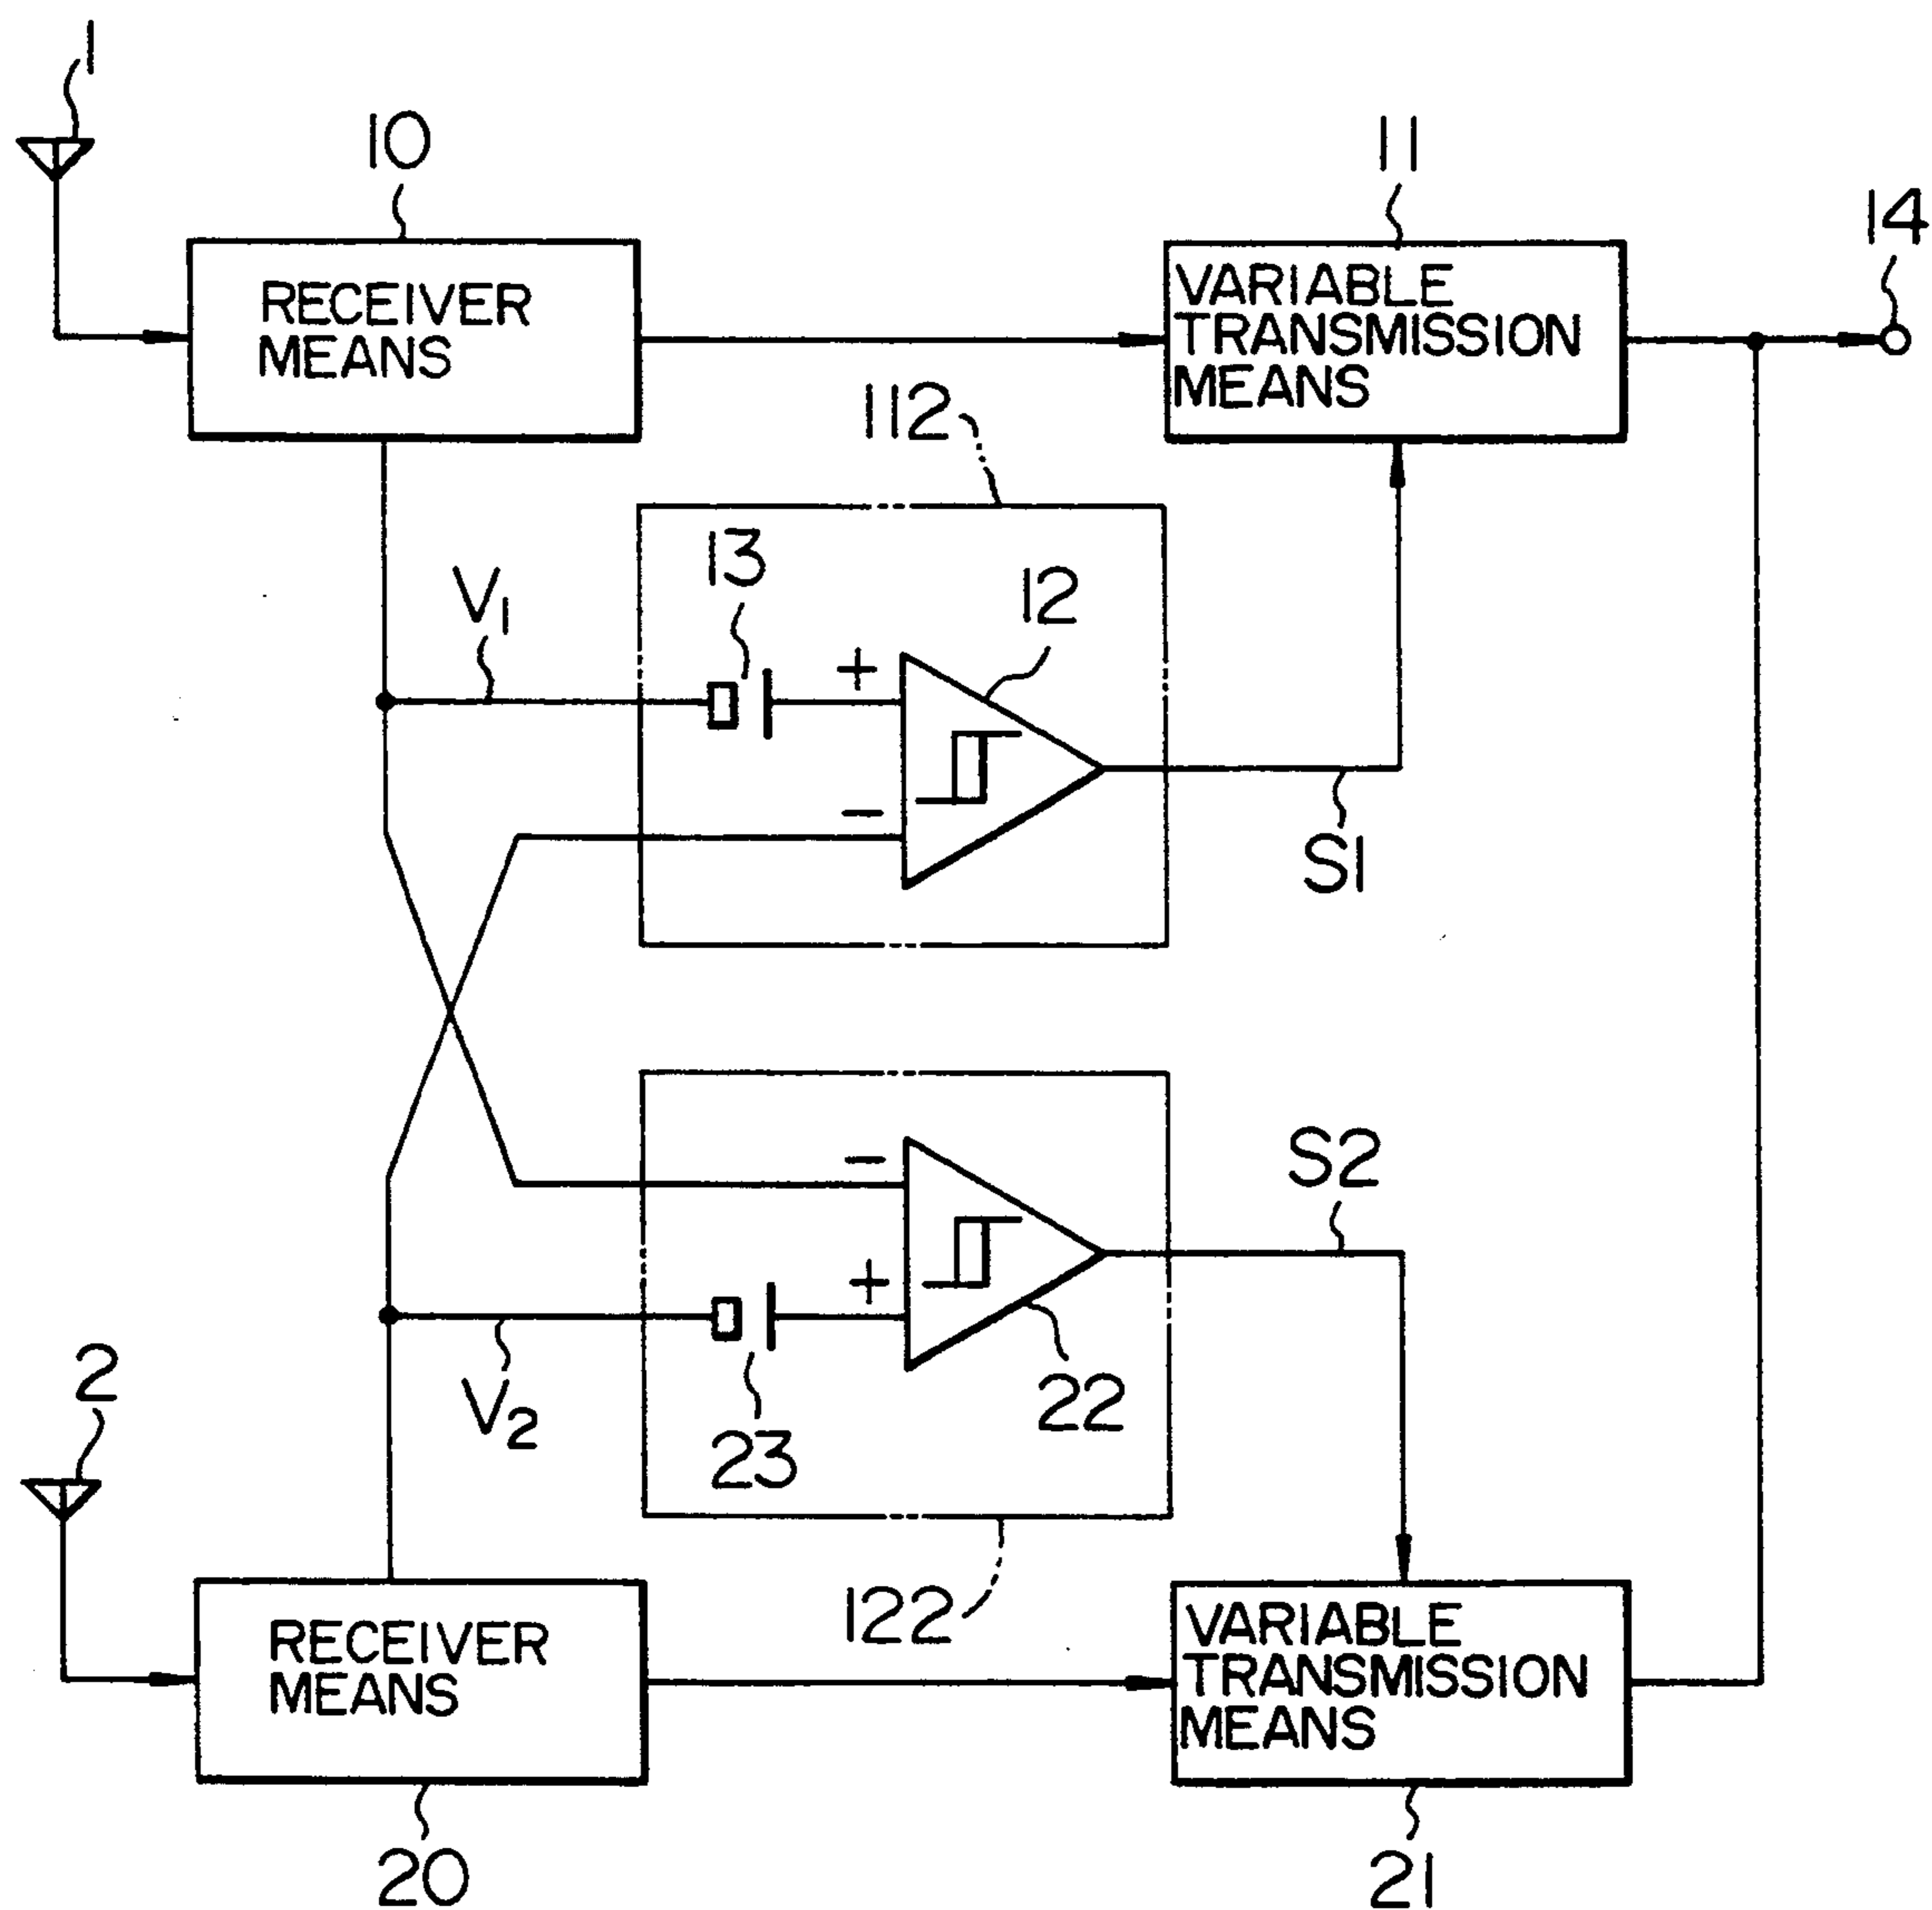 1
10
11
14
RECEIVER
MEANS
VARIABLE
TRANSMISSION
MEANS
112
13
12
V1
+
−
S1
−
S2
+
2
V2
23
22
122
RECEIVER
MEANS
VARIABLE
TRANSMISSION
MEANS
20
21